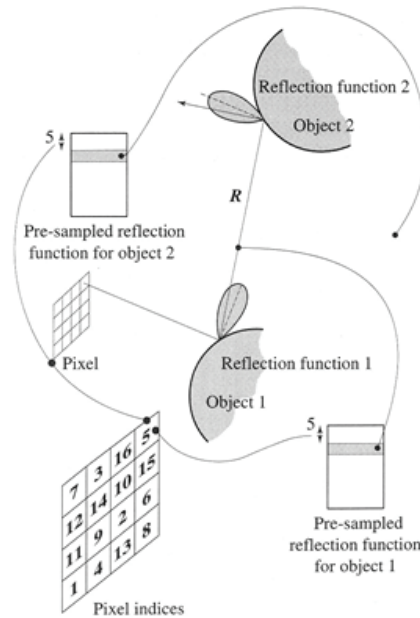 Reflection function 2
Object 2
5
R
Pre-sampled reflection
function for object 2
Pixel
Reflection function 1
Object 1
5
7 3 16 5
12 14 10 15
11 9 2 6
1 4 13 8
Pre-sampled
reflection function
for object 1
Pixel indices